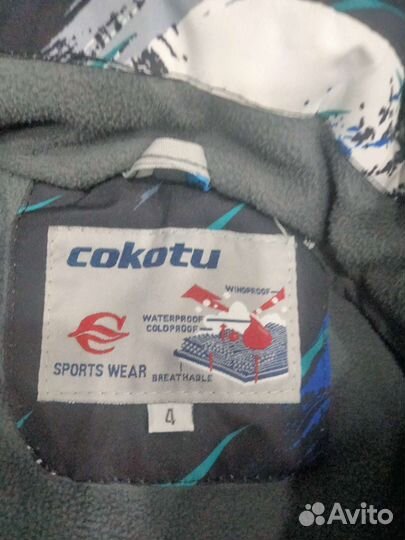 cokotu
WINDPROOF
WATERPROOF
COLDPROOF
SPORTS WEAR
BREATHABLE
4
Avito